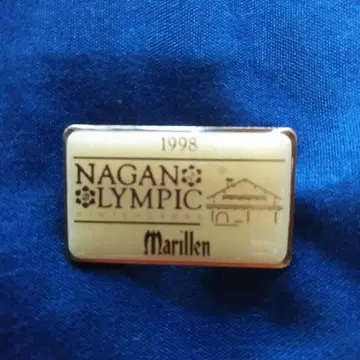 1998
NAGANO
OLYMPIC
Marillen